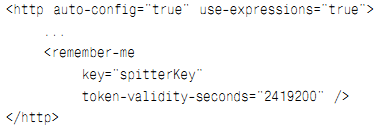 <http auto-config="true" use-expressions="true">
...
<remember-me
key="spitterKey"
token-validity-seconds="2419200" />
</http>